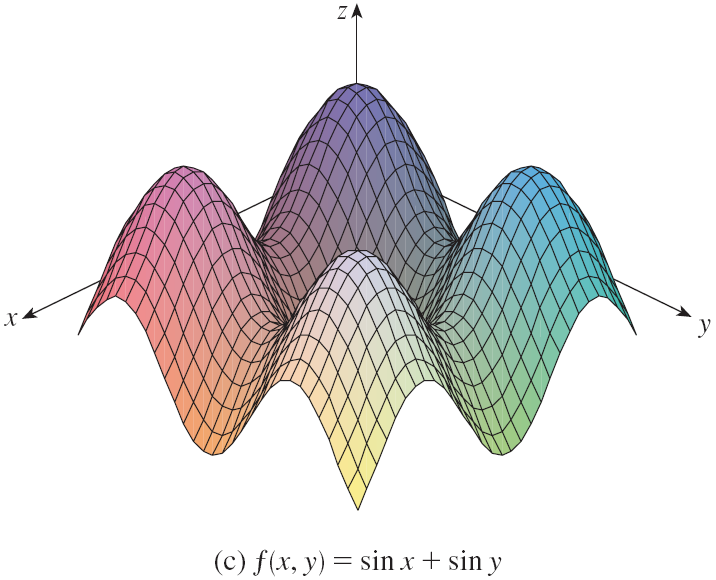 z
x
y
(c) f(x, y) = sin x + sin y